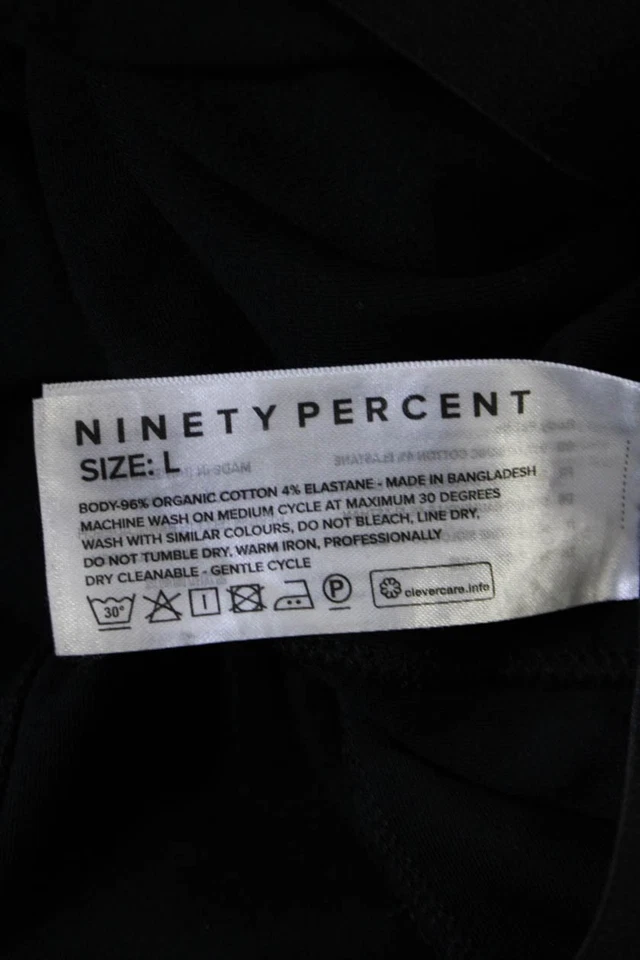 NINETY PERCENT
SIZE: L
BODY-96% ORGANIC COTTON 4% ELASTANE - MADE IN BANGLADESH
MACHINE WASH ON MEDIUM CYCLE AT MAXIMUM 30 DEGREES
WASH WITH SIMILAR COLOURS, DO NOT BLEACH, LINE DRY,
DO NOT TUMBLE DRY, WARM IRON, PROFESSIONALLY
DRY CLEANABLE - GENTLE CYCLE
30° P clevercare.info